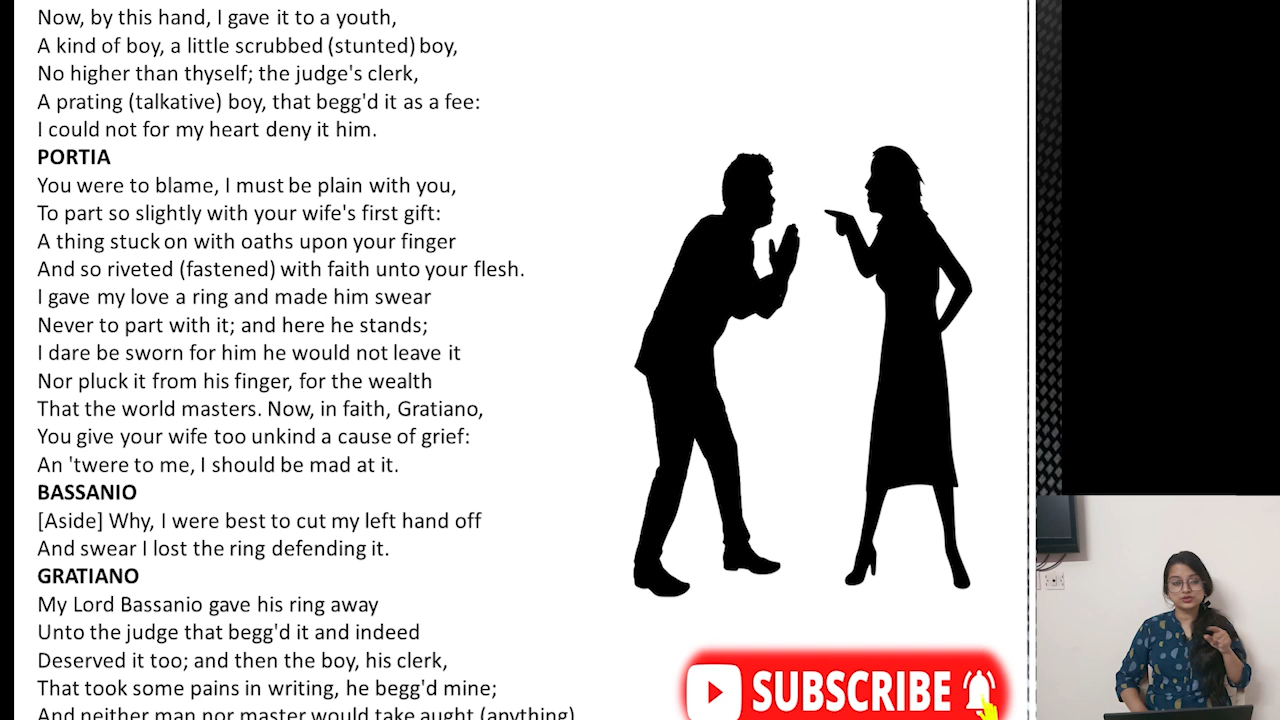 Now, by this hand, I gave it to a youth,
A kind of boy, a little scrubbed (stunted) boy,
No higher than thyself; the judge's clerk,
A prating (talkative) boy, that begg'd it as a fee:
I could not for my heart deny it him.
PORTIA
You were to blame, I must be plain with you,
To part so slightly with your wife's first gift:
A thing stuck on with oaths upon your finger
And so riveted (fastened) with faith unto your flesh.
I gave my love a ring and made him swear
Never to part with it; and here he stands;
I dare be sworn for him he would not leave it
Nor pluck it from his finger, for the wealth
That the world masters. Now, in faith, Gratiano,
You give your wife too unkind a cause of grief:
An 'twere to me, I should be mad at it.
BASSANIO
[Aside] Why, I were best to cut my left hand off
And swear I lost the ring defending it.
GRATIANO
My Lord Bassanio gave his ring away
Unto the judge that begg'd it and indeed
Deserved it too; and then the boy, his clerk,
That took some pains in writing, he begg'd mine;
And neither man nor master would take aught (anything)
SUBSCRIBE